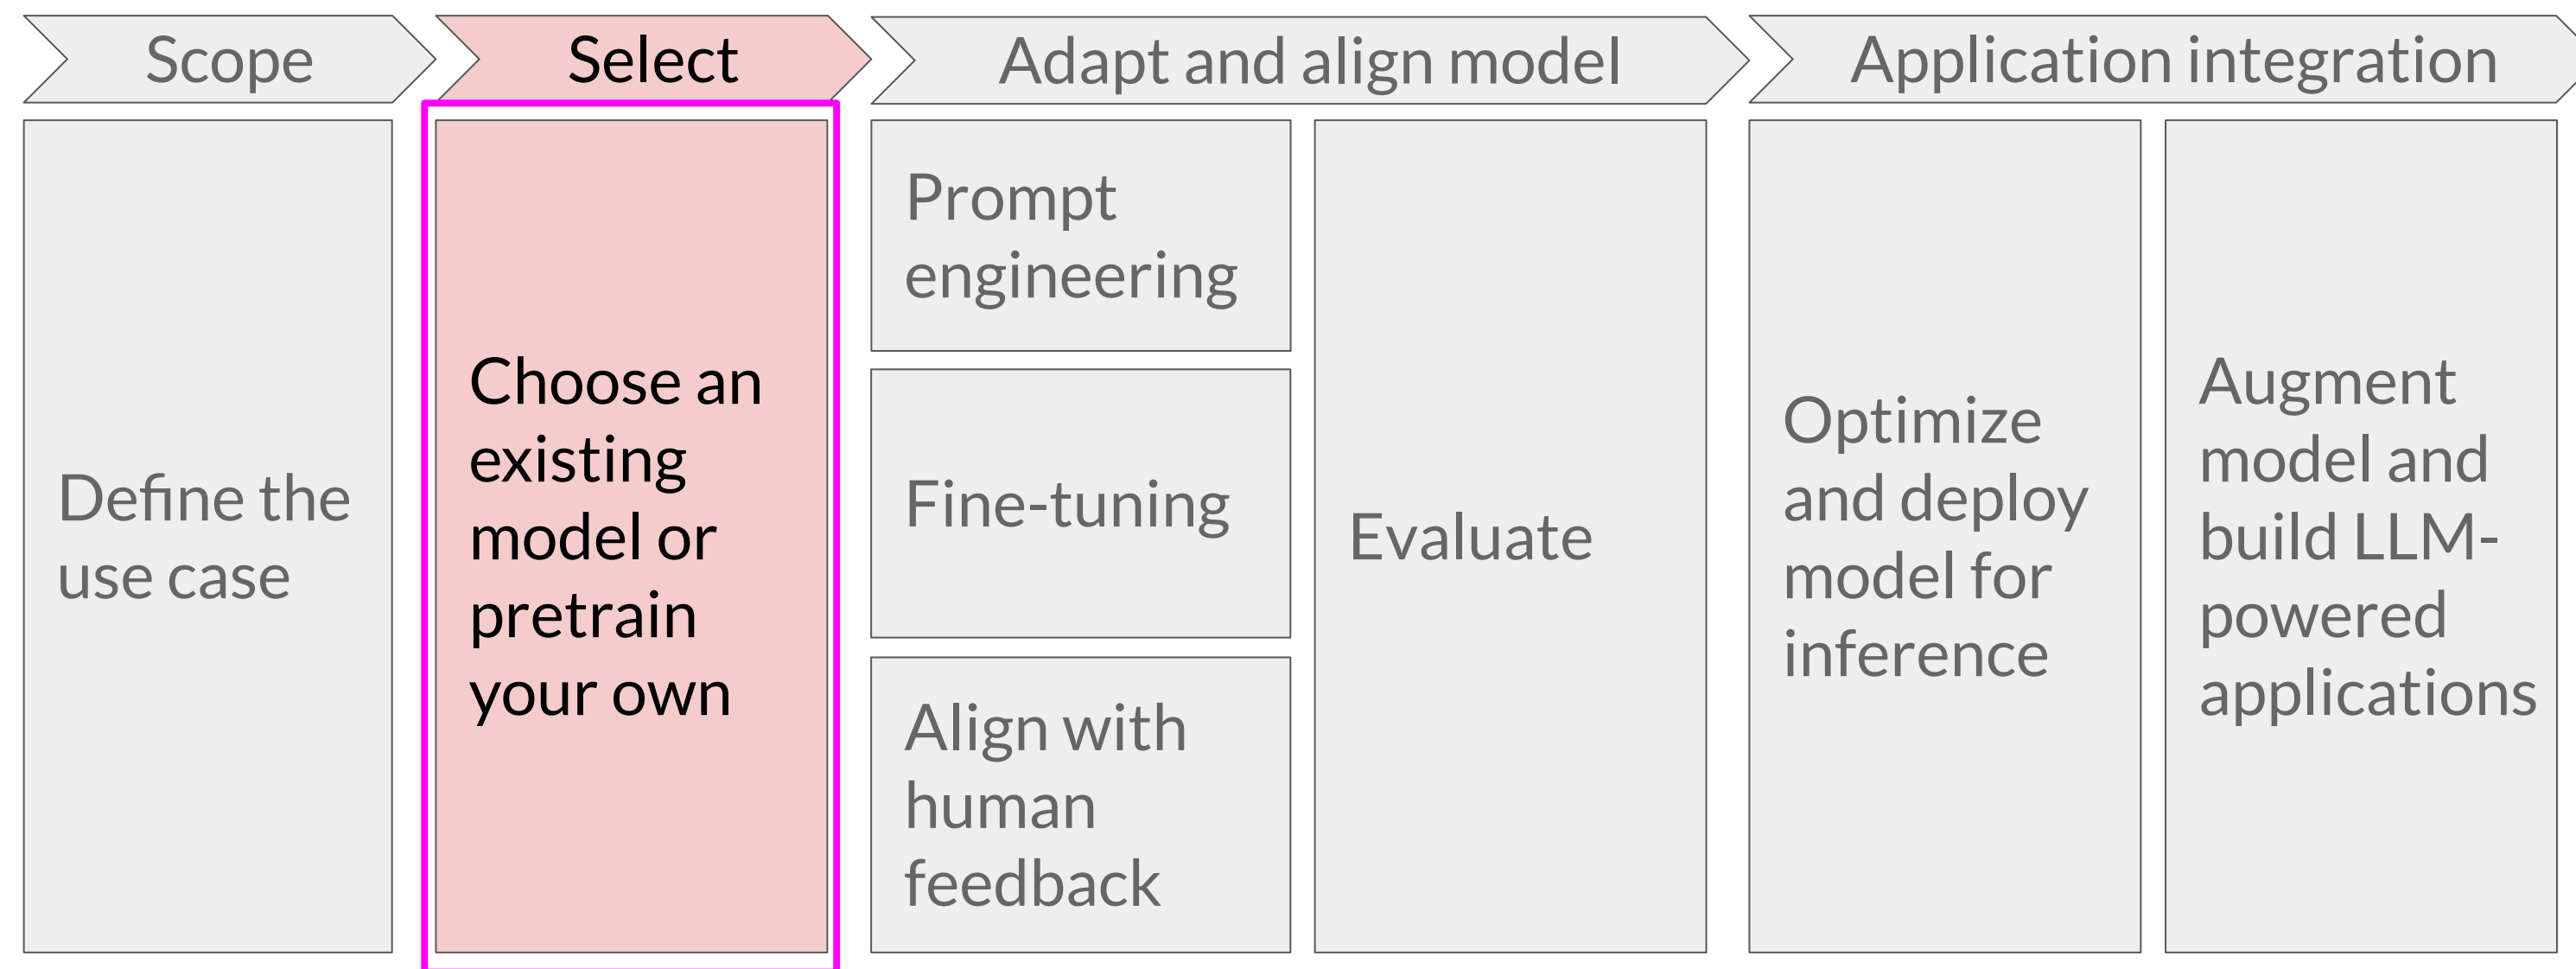 Scope
Select
Adapt and align model
Application integration
Define the
use case
Choose an
existing
model or
pretrain
your own
Prompt
engineering
Fine-tuning
Align with
human
feedback
Evaluate
Optimize
and deploy
model for
inference
Augment
model and
build LLM-
powered
applications